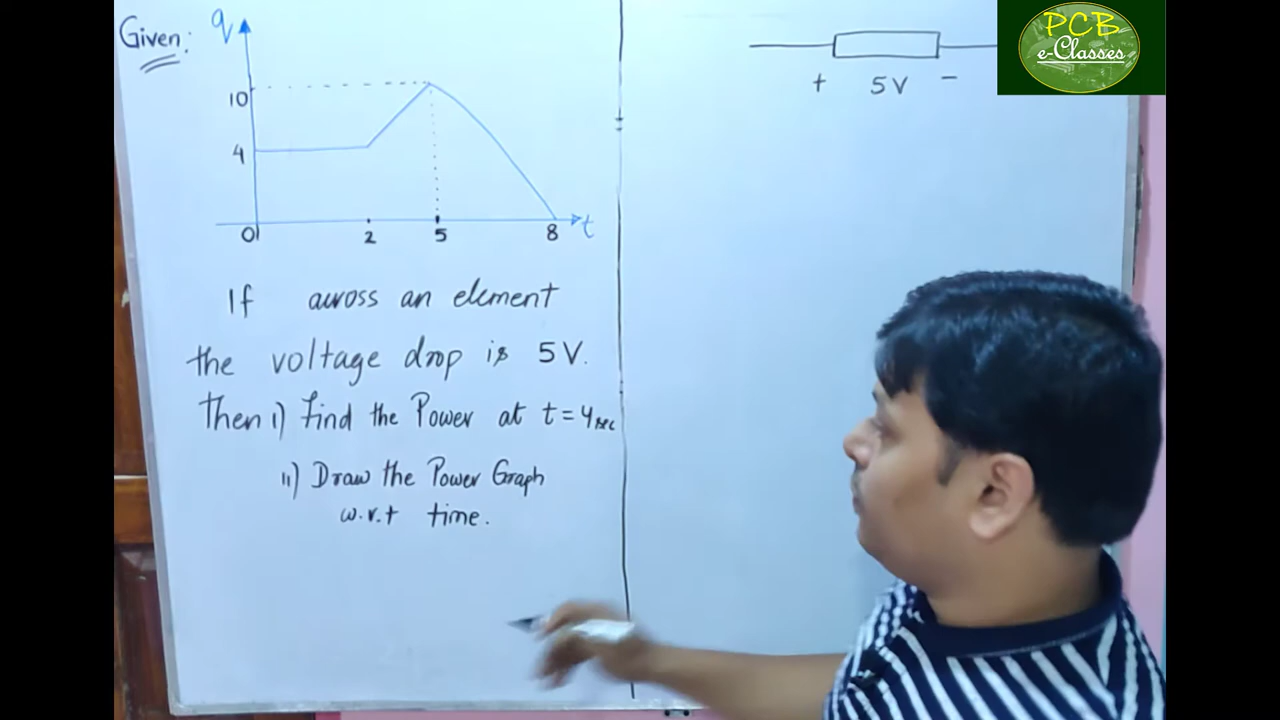 Given:
q
10
4
0 2 5 8 t
If across an element
the voltage drop is 5V.
Then i) find the Power at t = 4 sec
ii) Draw the Power Graph
w.r.t time.
+ 5V -
PCB
e-Classes